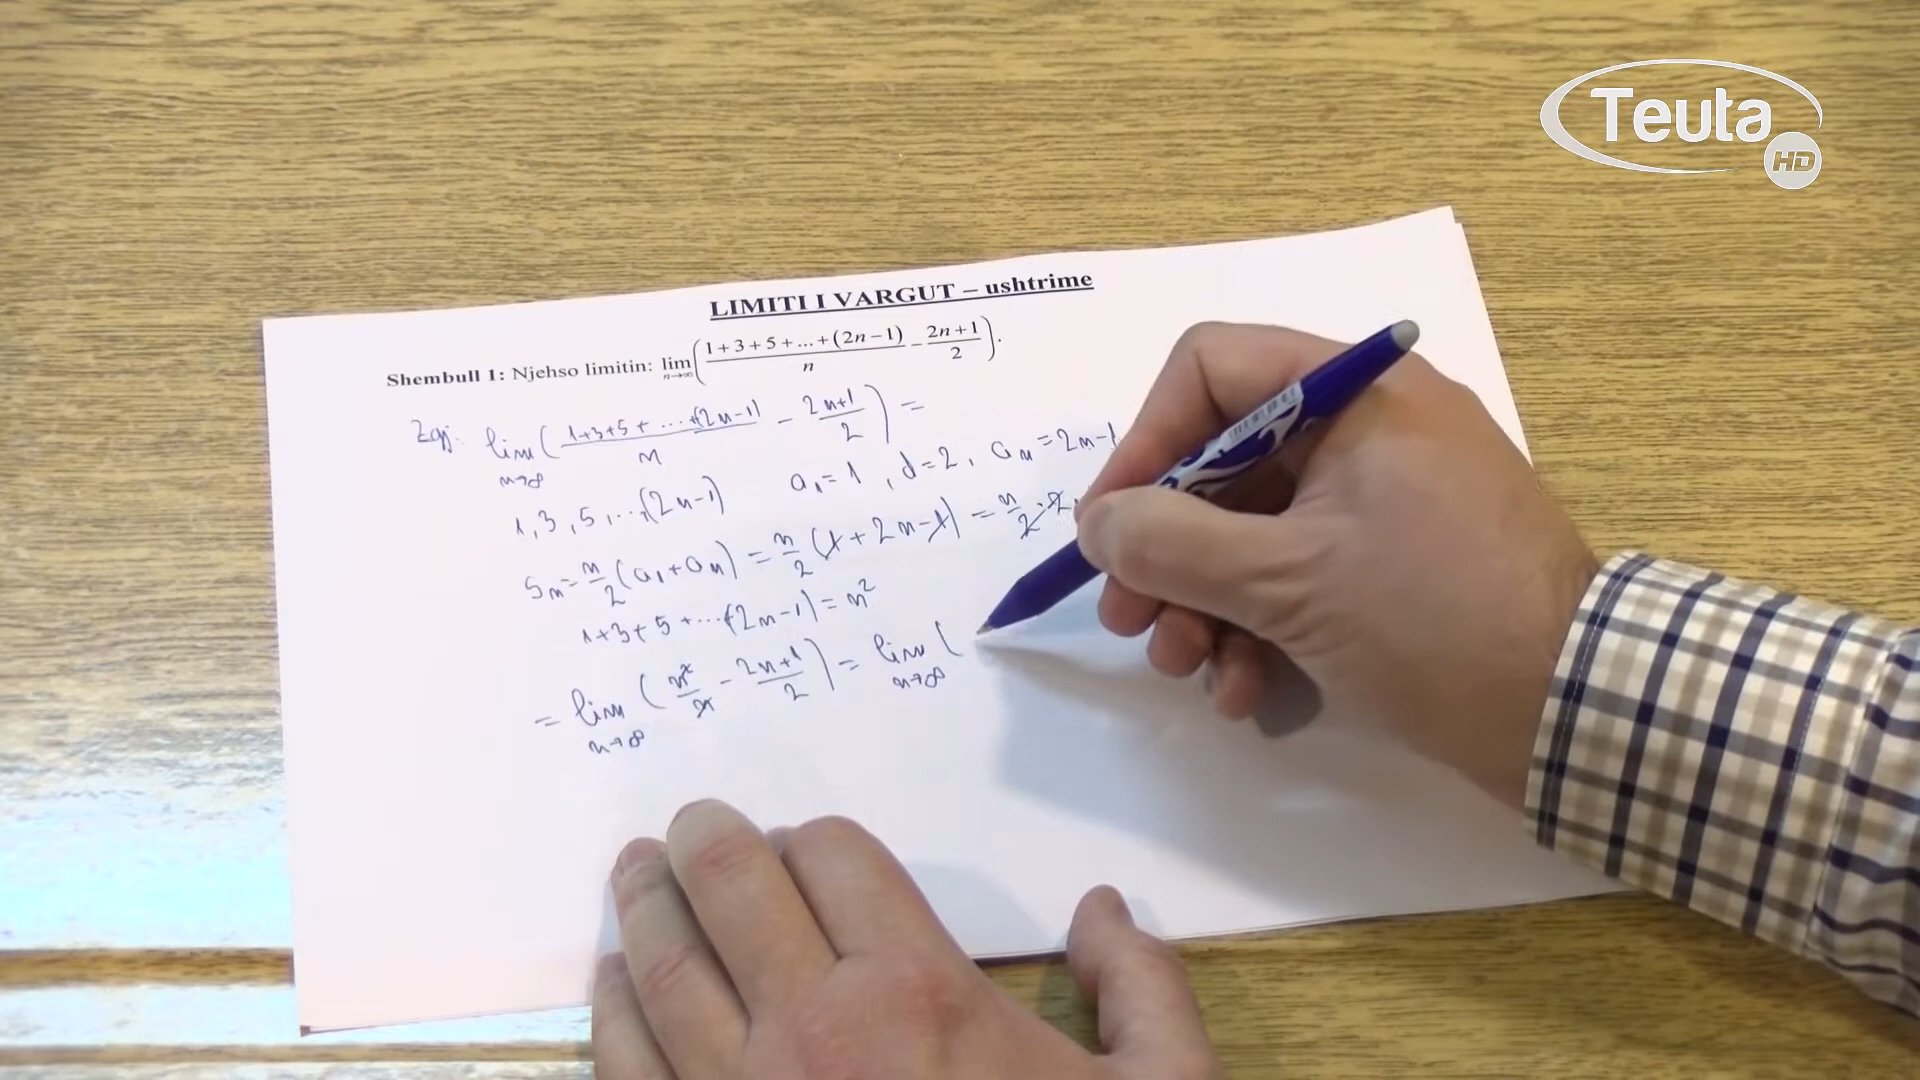 Teuta HD
LIMITI I VARGUT – ushtrime
Shembull 1: Njehso limitin: lim n→∞ ( (1+3+5+...+(2n−1))/n − (2n+1)/2 ).
Zgj: lim n→∞ ( (1+3+5+...+(2n−1))/n − (2n+1)/2 ) =
1, 3, 5, ..., (2n−1) a₁=1, d=2, aₙ=2n−1
Sₙ = n/2 (a₁+aₙ) = n/2 (1+2n−1) = n/2 · 2
1+3+5+...+(2n−1) = n²
= lim n→∞ ( n²/n − (2n+1)/2 ) = lim n→∞ (